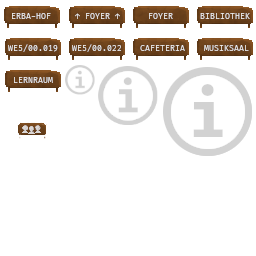 ERBA-HOF
↑ FOYER ↑
FOYER
BIBLIOTHEK
WE5/00.019
WE5/00.022
CAFETERIA
MUSIKSAAL
LERNRAUM
i
i
i